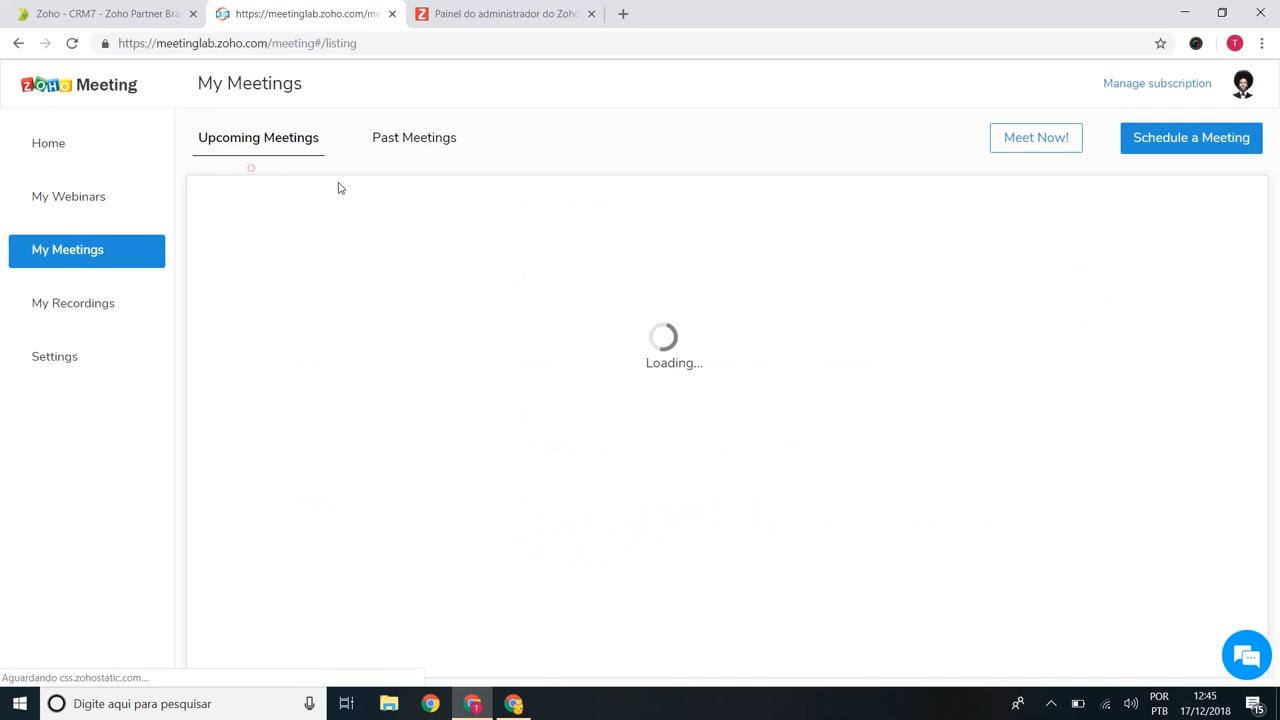 Zoho - CRM7 - Zoho Partner Bra
https://meetinglab.zoho.com/me
Painel do administrador do Zoho
https://meetinglab.zoho.com/meeting#/listing
T
ZOHO Meeting
My Meetings
Manage subscription
Home
Upcoming Meetings
Past Meetings
Meet Now!
Schedule a Meeting
My Webinars
My Meetings
My Recordings
Settings
Loading...
Aguardando css.zohostatic.com...
Digite aqui para pesquisar
POR
PTB
12:45
17/12/2018
15